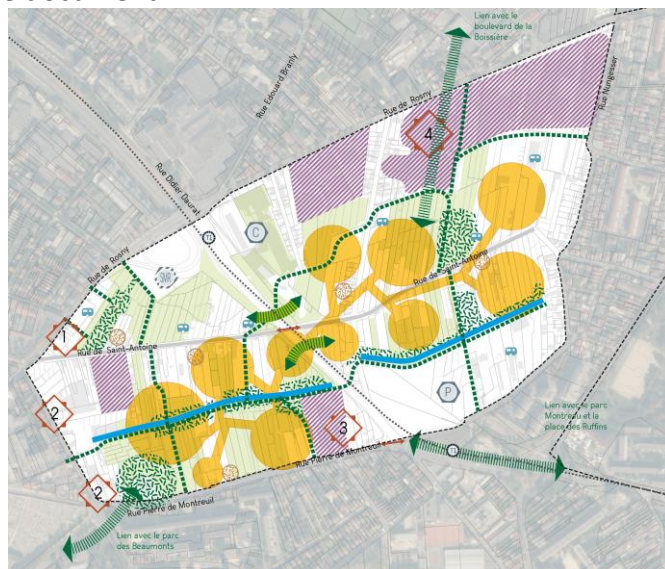 Lien avec le
boulevard de la
Boissière
Rue Edouard Branly
Rue de Rosny
Rue Nungesser
4
Rue Didier Daurat
C
T1
Rue de Rosny
Rue de Saint-Antoine
1
Rue de Saint-Antoine
2
P
3
Lien avec le parc
Montreau et la
place des Ruffins
Rue Pierre de Montreuil
T1
2
Rue Pierre de Montreuil
Lien avec le parc
des Beaumonts